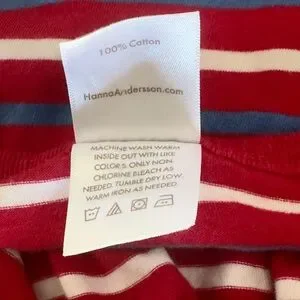 100% Cotton
HannaAndersson.com
MACHINE WASH WARM
INSIDE OUT WITH LIKE
COLORS. ONLY NON
CHLORINE BLEACH AS
NEEDED. TUMBLE DRY LOW.
WARM IRON AS NEEDED.